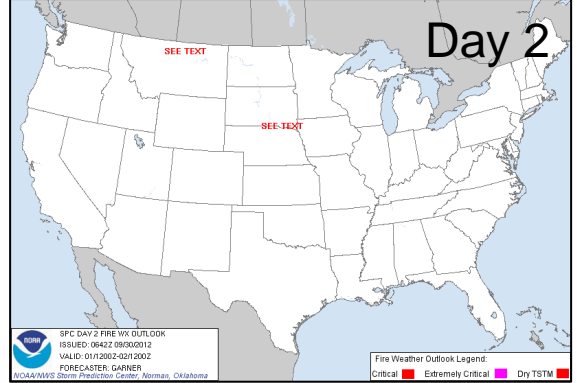 Day 2
SEE TEXT
SEE TEXT
NOAA
SPC DAY 2 FIRE WX OUTLOOK
ISSUED: 0642Z 09/30/2012
VALID: 01/1200Z-02/1200Z
FORECASTER: GARNER
NOAA/NWS Storm Prediction Center, Norman, Oklahoma
Fire Weather Outlook Legend:
Critical Extremely Critical Dry TSTM